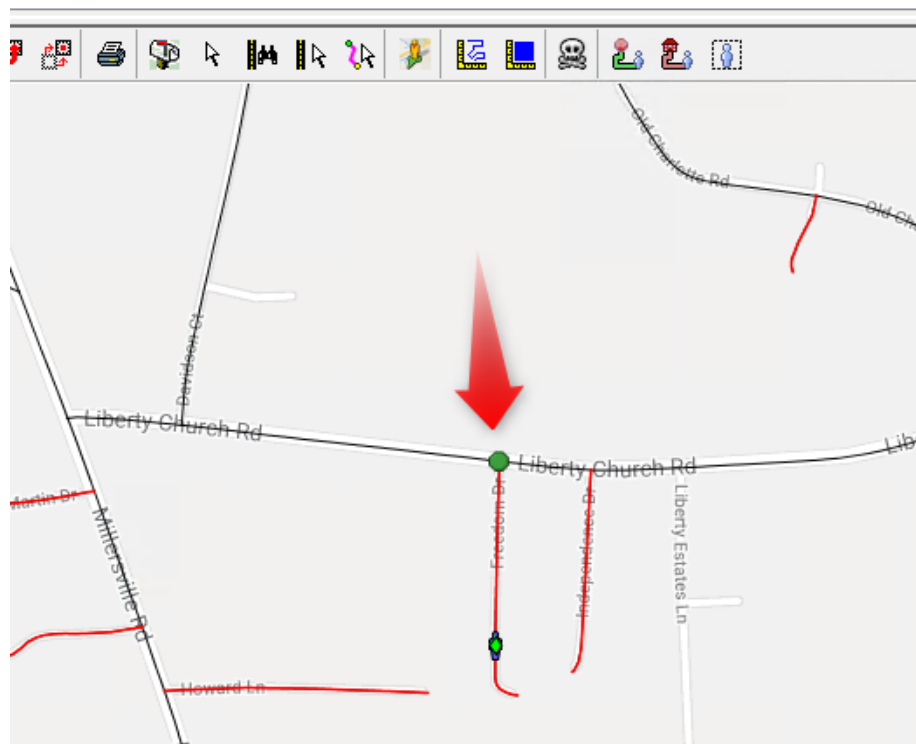 Old Charlotte Rd
Old Ch
Davidson Ct
Liberty Church Rd
Liberty Church Rd
Lib
Martin Dr
Millersville Rd
Freedom Dr
Independence Dr
Liberty Estates Ln
Howard Ln